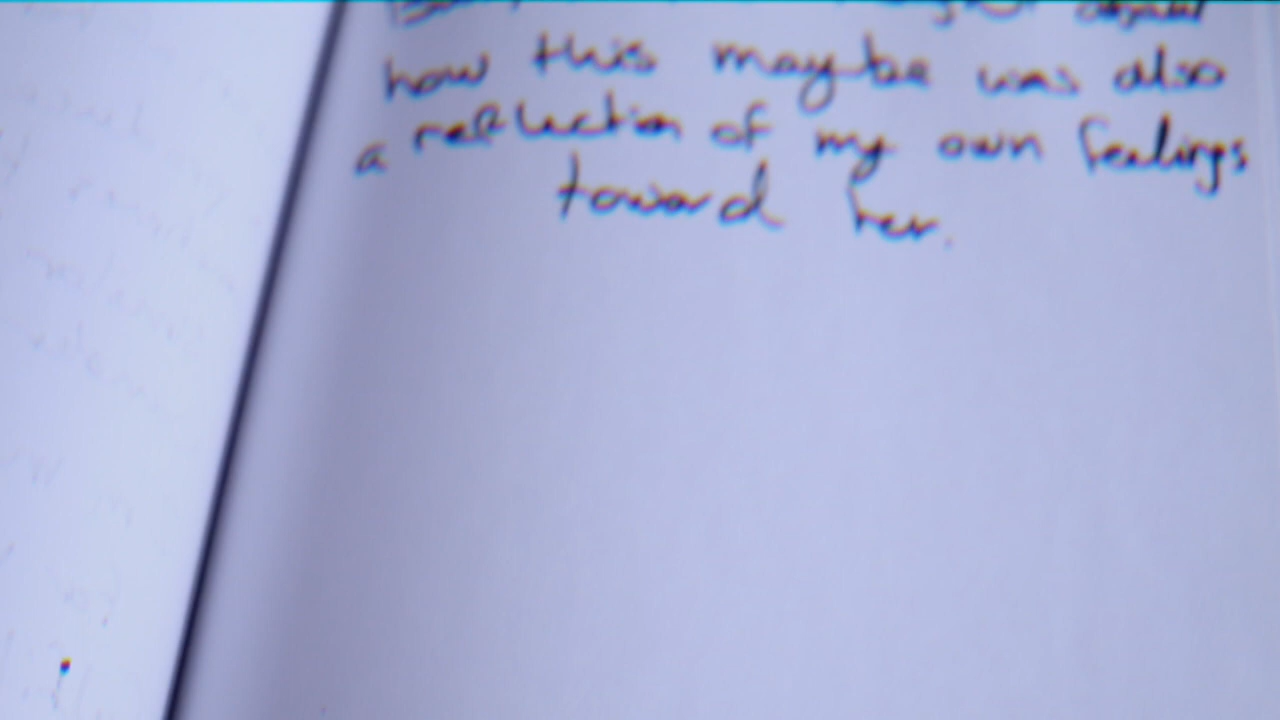 how this maybe was also
a reflection of my own feelings
toward her.